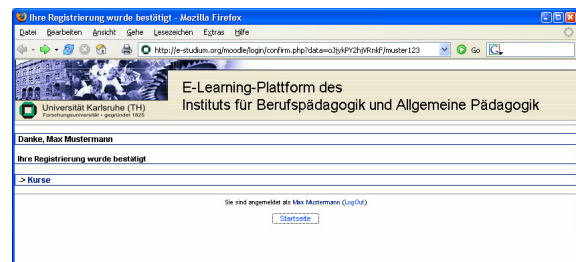 Ihre Registrierung wurde bestätigt - Mozilla Firefox
Datei Bearbeiten Ansicht Gehe Lesezeichen Extras Hilfe
http://e-studium.org/moodle/login/confirm.php?data=oJjykPY2hjVRnkF/muster123 Go
E-Learning-Plattform des
Instituts für Berufspädagogik und Allgemeine Pädagogik
Universität Karlsruhe (TH)
Forschungsuniversität • gegründet 1825
Danke, Max Mustermann
Ihre Registrierung wurde bestätigt
-> Kurse
Sie sind angemeldet als Max Mustermann (LogOut)
Startseite